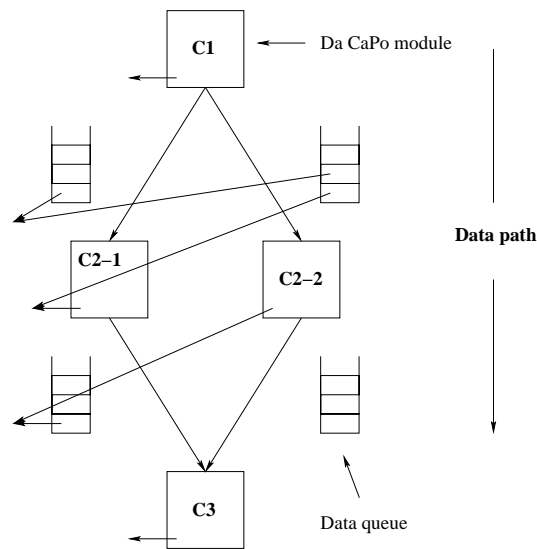 C1
Da CaPo module
Data path
C2−1
C2−2
C3
Data queue